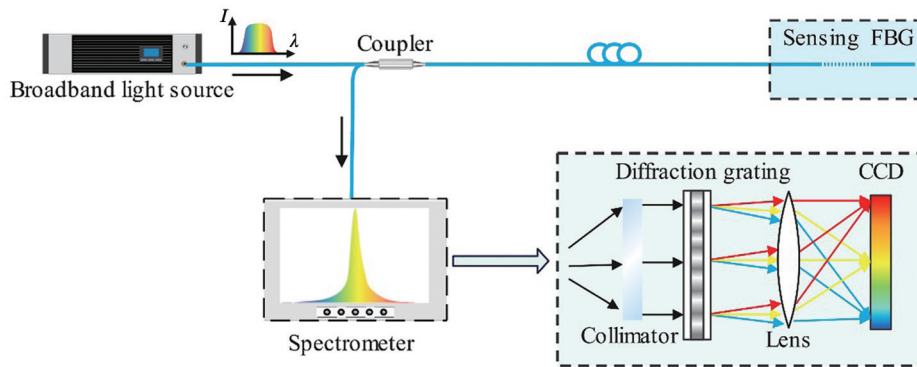 I
λ
Coupler
Sensing FBG
Broadband light source
Diffraction grating
CCD
Collimator
Lens
Spectrometer